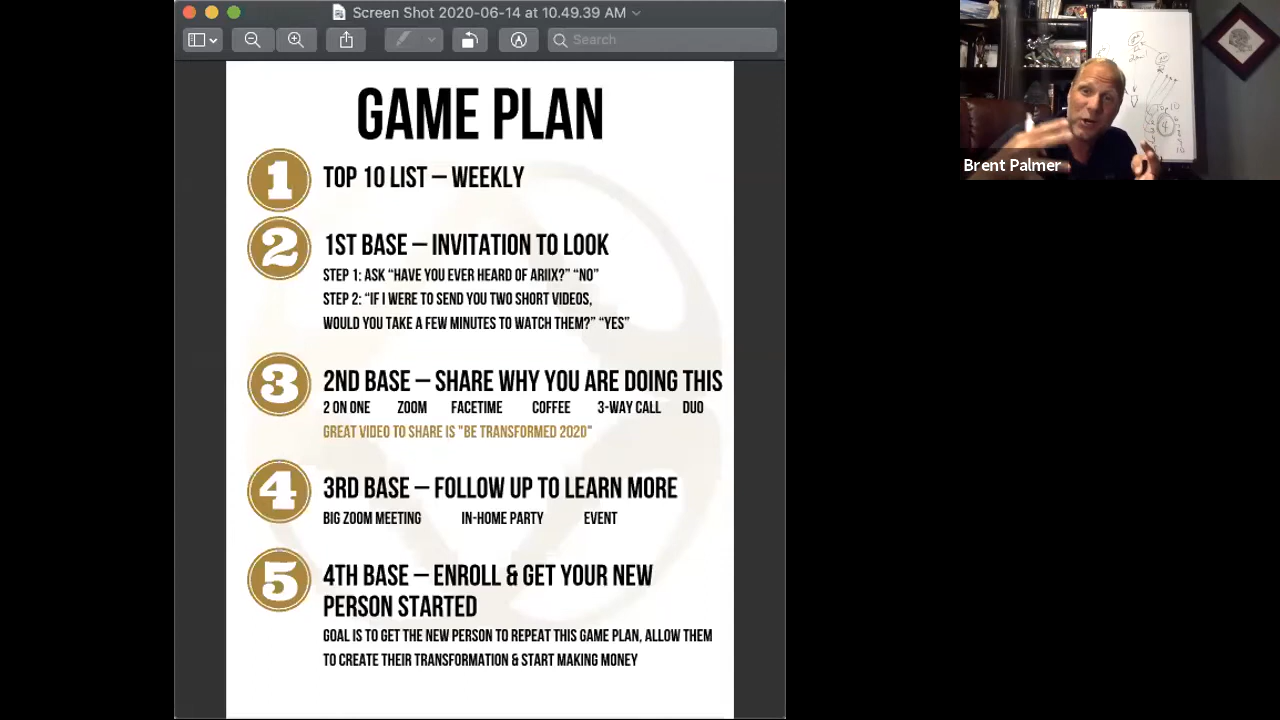 Screen Shot 2020-06-14 at 10.49.39 AM
Search
GAME PLAN
1 TOP 10 LIST – WEEKLY
2 1ST BASE – INVITATION TO LOOK
STEP 1: ASK “HAVE YOU EVER HEARD OF ARIIX?” “NO”
STEP 2: “IF I WERE TO SEND YOU TWO SHORT VIDEOS,
WOULD YOU TAKE A FEW MINUTES TO WATCH THEM?” “YES”
3 2ND BASE – SHARE WHY YOU ARE DOING THIS
2 ON ONE ZOOM FACETIME COFFEE 3-WAY CALL DUO
GREAT VIDEO TO SHARE IS "BE TRANSFORMED 2020"
4 3RD BASE – FOLLOW UP TO LEARN MORE
BIG ZOOM MEETING IN-HOME PARTY EVENT
5 4TH BASE – ENROLL & GET YOUR NEW
PERSON STARTED
GOAL IS TO GET THE NEW PERSON TO REPEAT THIS GAME PLAN, ALLOW THEM
TO CREATE THEIR TRANSFORMATION & START MAKING MONEY
Top 10
4
Brent Palmer